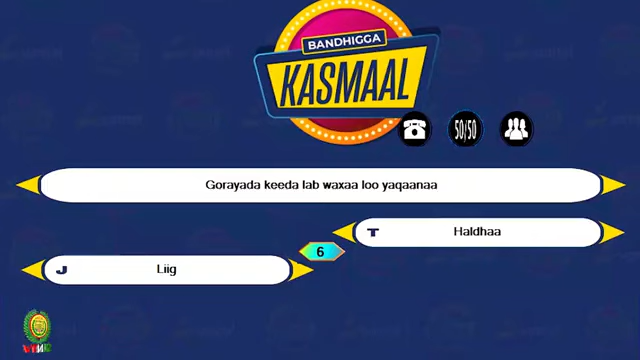 BANDHIGGA
KASMAAL
50/50
Gorayada keeda lab waxaa loo yaqaanaa
T Haldhaa
6
J Liig